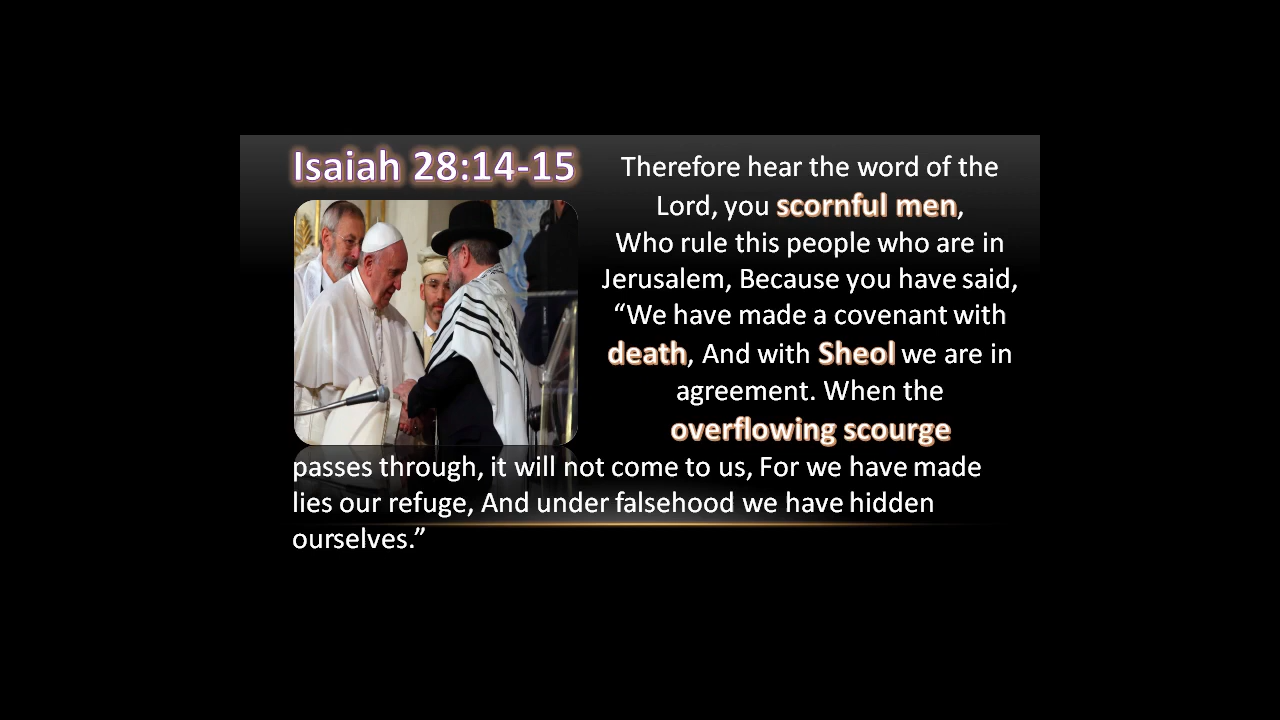 Isaiah 28:14-15
Therefore hear the word of the
Lord, you scornful men,
Who rule this people who are in
Jerusalem, Because you have said,
“We have made a covenant with
death, And with Sheol we are in
agreement. When the
overflowing scourge
passes through, it will not come to us, For we have made
lies our refuge, And under falsehood we have hidden
ourselves.”